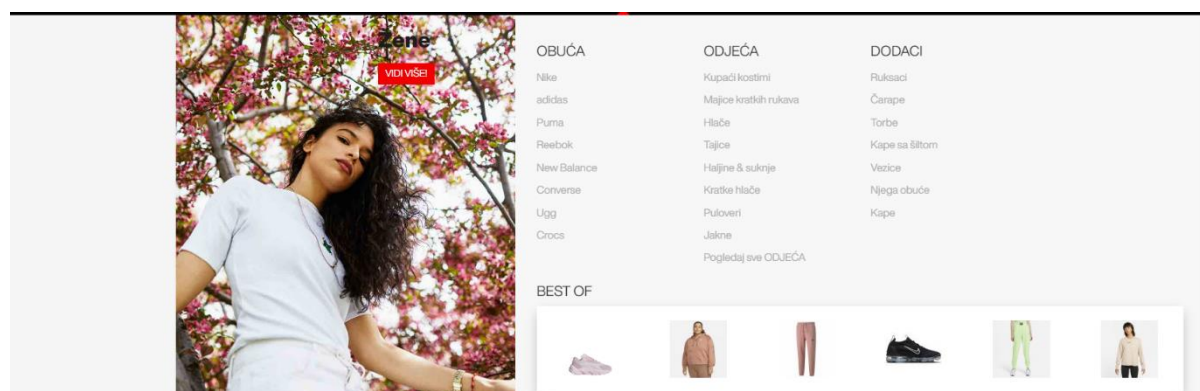 Žene
VIDI VIŠE!
OBUĆA
Nike
adidas
Puma
Reebok
New Balance
Converse
Ugg
Crocs
ODJEĆA
Kupaći kostimi
Majice kratkih rukava
Hlače
Tajice
Haljine & suknje
Kratke hlače
Puloveri
Jakne
Pogledaj sve ODJEĆA
DODACI
Ruksaci
Čarape
Torbe
Kape sa šiltom
Vezice
Njega obuće
Kape
BEST OF